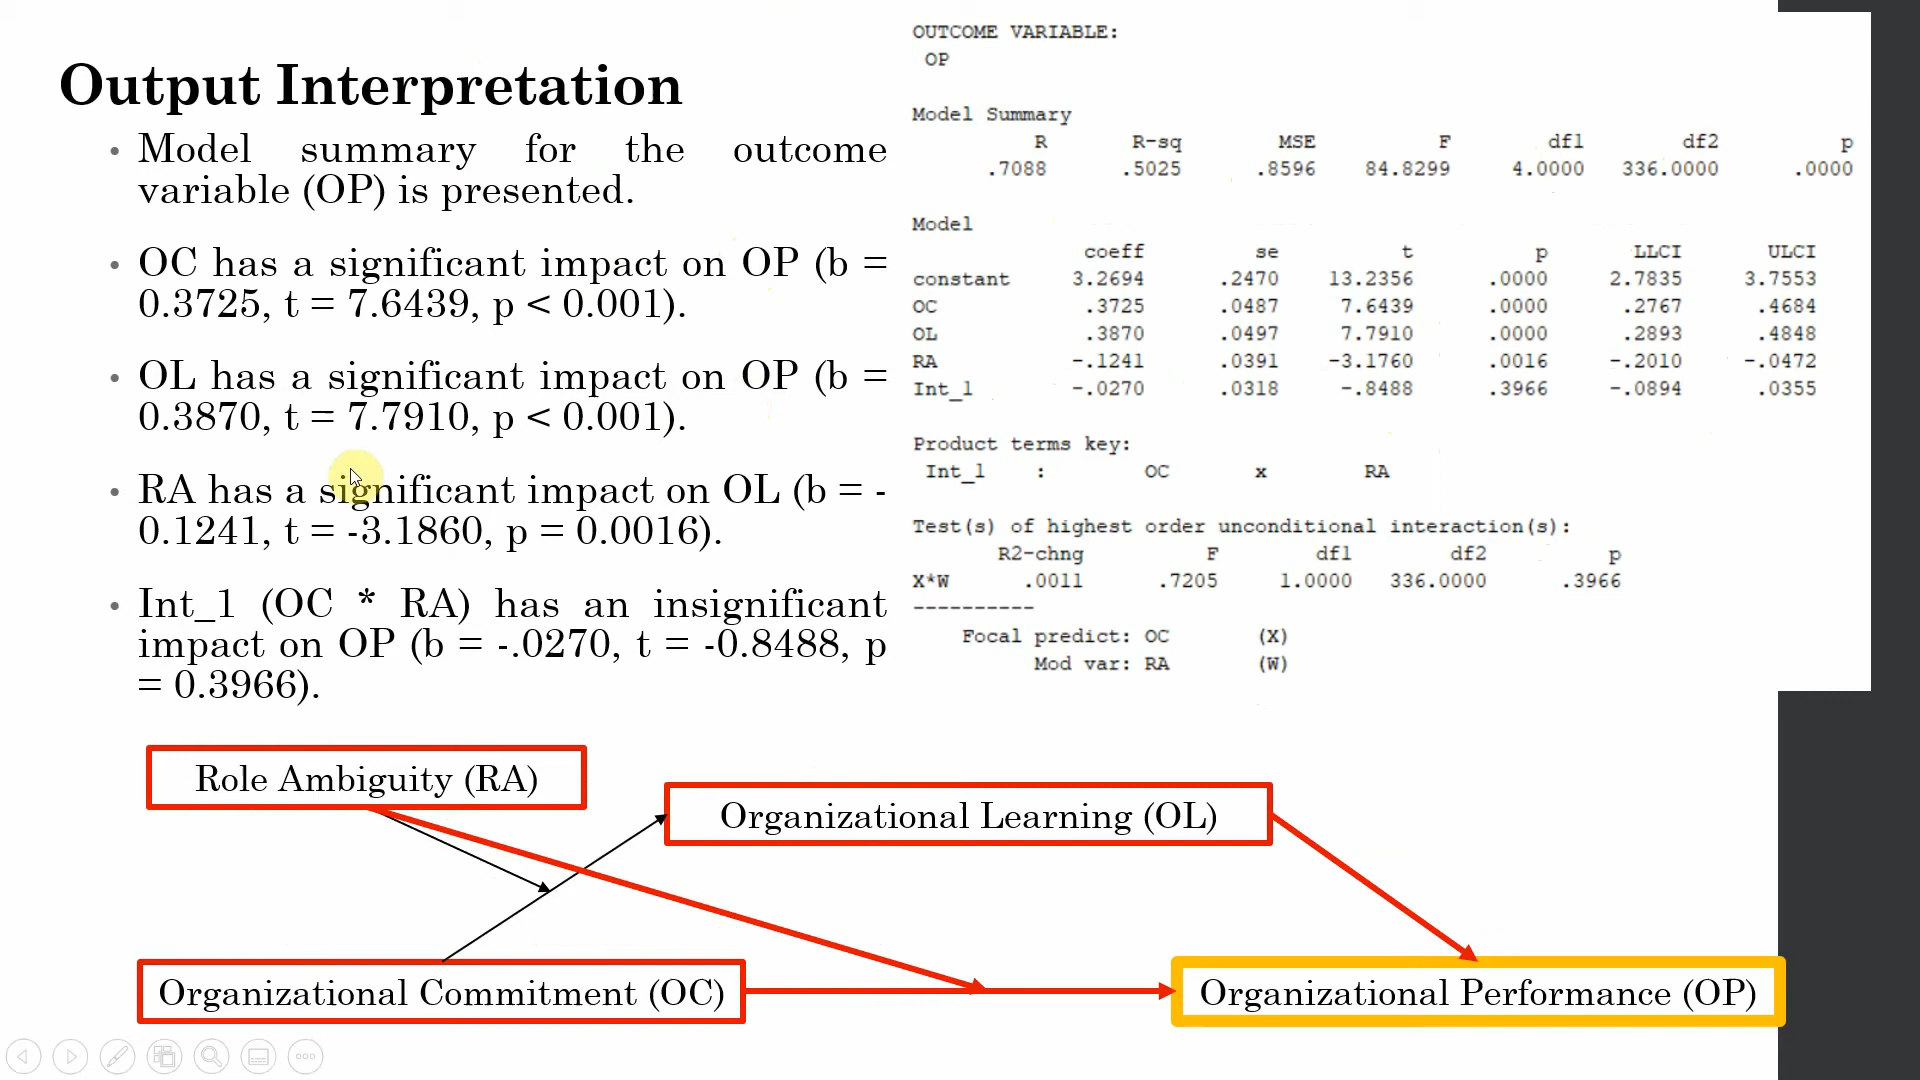 Output Interpretation
• Model summary for the outcome
variable (OP) is presented.
• OC has a significant impact on OP (b =
0.3725, t = 7.6439, p < 0.001).
• OL has a significant impact on OP (b =
0.3870, t = 7.7910, p < 0.001).
• RA has a significant impact on OL (b = -
0.1241, t = -3.1860, p = 0.0016).
• Int_1 (OC * RA) has an insignificant
impact on OP (b = -.0270, t = -0.8488, p
= 0.3966).
OUTCOME VARIABLE:
OP
Model Summary
R R-sq MSE F df1 df2 p
.7088 .5025 .8596 84.8299 4.0000 336.0000 .0000
Model
coeff se t p LLCI ULCI
constant 3.2694 .2470 13.2356 .0000 2.7835 3.7553
OC .3725 .0487 7.6439 .0000 .2767 .4684
OL .3870 .0497 7.7910 .0000 .2893 .4848
RA -.1241 .0391 -3.1760 .0016 -.2010 -.0472
Int_1 -.0270 .0318 -.8488 .3966 -.0894 .0355
Product terms key:
Int_1 : OC x RA
Test(s) of highest order unconditional interaction(s):
R2-chng F df1 df2 p
X*W .0011 .7205 1.0000 336.0000 .3966
----------
Focal predict: OC (X)
Mod var: RA (W)
Role Ambiguity (RA)
Organizational Learning (OL)
Organizational Commitment (OC)
Organizational Performance (OP)